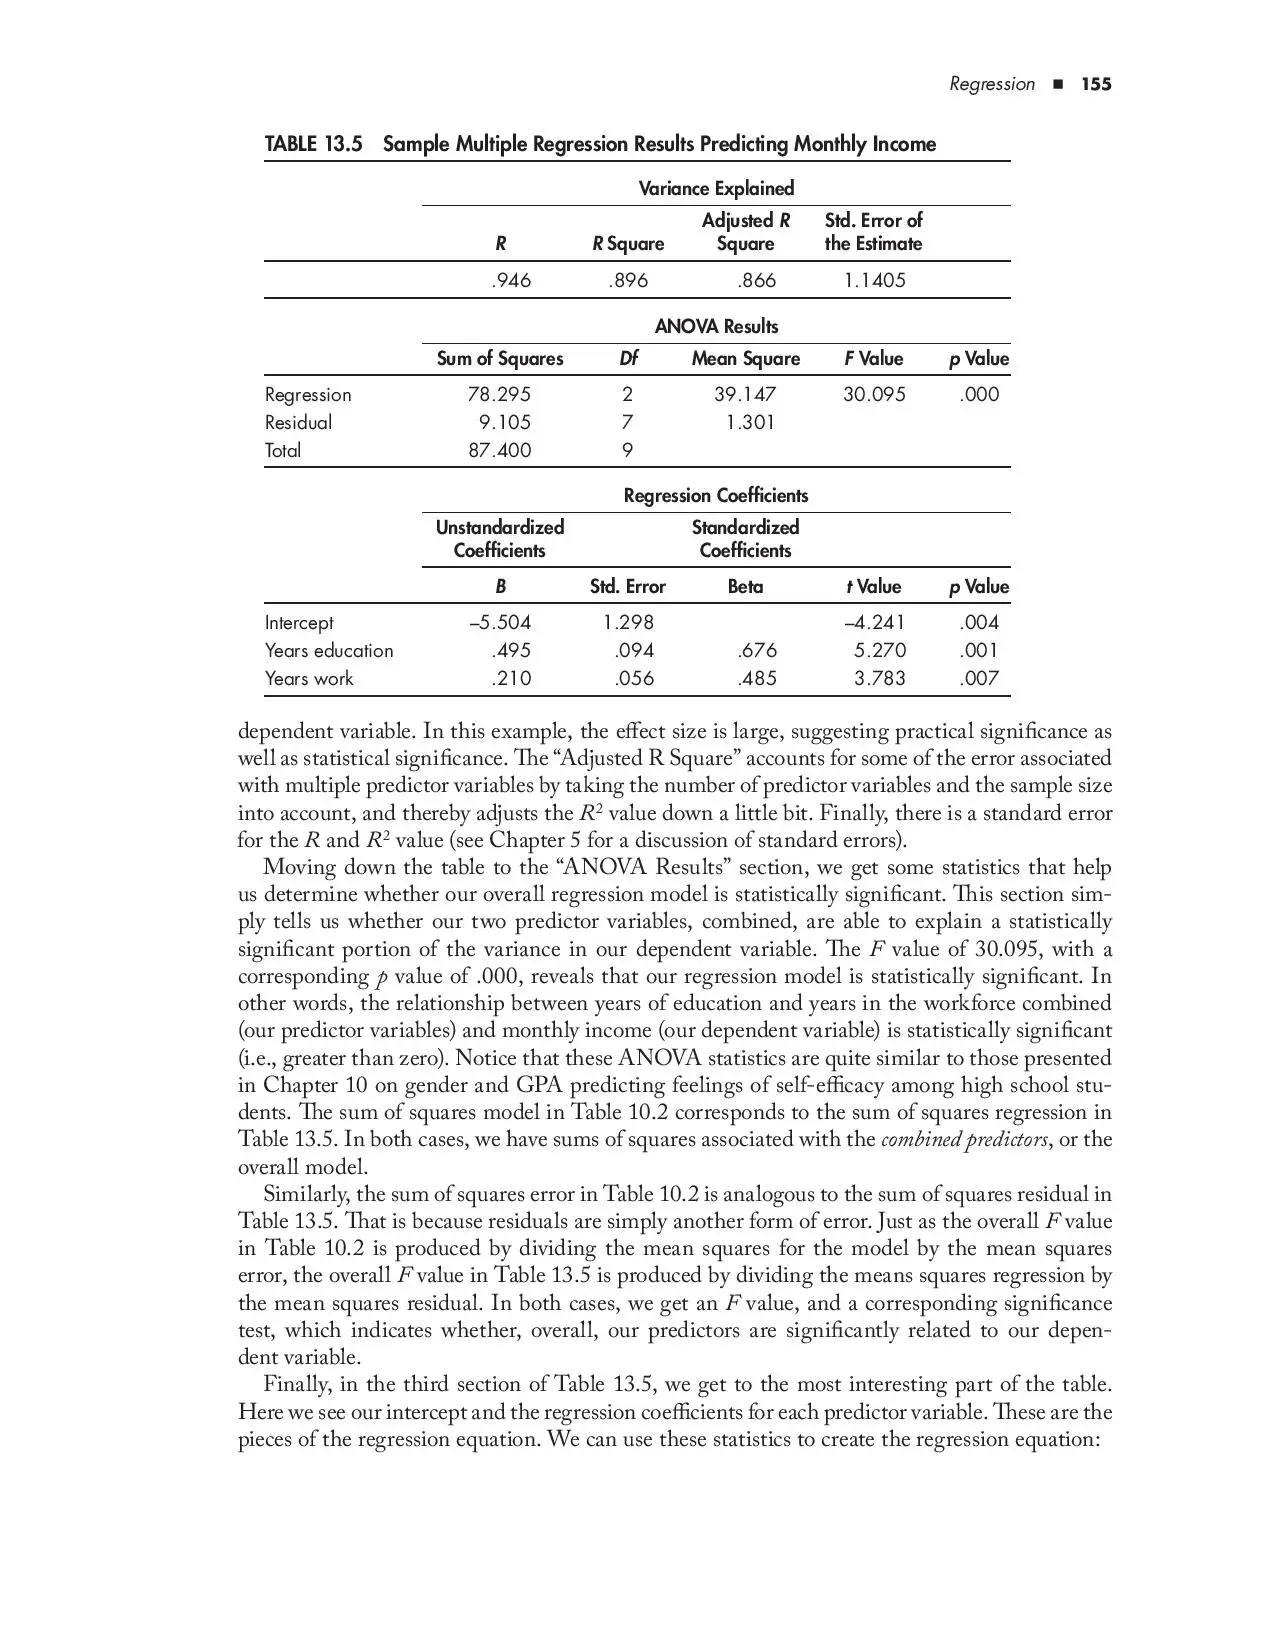 Regression ■ 155
TABLE 13.5 Sample Multiple Regression Results Predicting Monthly Income
Variance Explained
R R Square Adjusted R Square Std. Error of the Estimate
.946 .896 .866 1.1405
ANOVA Results
Sum of Squares Df Mean Square F Value p Value
Regression 78.295 2 39.147 30.095 .000
Residual 9.105 7 1.301
Total 87.400 9
Regression Coefficients
Unstandardized Coefficients Standardized Coefficients
B Std. Error Beta t Value p Value
Intercept –5.504 1.298 –4.241 .004
Years education .495 .094 .676 5.270 .001
Years work .210 .056 .485 3.783 .007
dependent variable. In this example, the effect size is large, suggesting practical significance as
well as statistical significance. The “Adjusted R Square” accounts for some of the error associated
with multiple predictor variables by taking the number of predictor variables and the sample size
into account, and thereby adjusts the R² value down a little bit. Finally, there is a standard error
for the R and R² value (see Chapter 5 for a discussion of standard errors).
Moving down the table to the “ANOVA Results” section, we get some statistics that help
us determine whether our overall regression model is statistically significant. This section sim-
ply tells us whether our two predictor variables, combined, are able to explain a statistically
significant portion of the variance in our dependent variable. The F value of 30.095, with a
corresponding p value of .000, reveals that our regression model is statistically significant. In
other words, the relationship between years of education and years in the workforce combined
(our predictor variables) and monthly income (our dependent variable) is statistically significant
(i.e., greater than zero). Notice that these ANOVA statistics are quite similar to those presented
in Chapter 10 on gender and GPA predicting feelings of self-efficacy among high school stu-
dents. The sum of squares model in Table 10.2 corresponds to the sum of squares regression in
Table 13.5. In both cases, we have sums of squares associated with the combined predictors, or the
overall model.
Similarly, the sum of squares error in Table 10.2 is analogous to the sum of squares residual in
Table 13.5. That is because residuals are simply another form of error. Just as the overall F value
in Table 10.2 is produced by dividing the mean squares for the model by the mean squares
error, the overall F value in Table 13.5 is produced by dividing the means squares regression by
the mean squares residual. In both cases, we get an F value, and a corresponding significance
test, which indicates whether, overall, our predictors are significantly related to our depen-
dent variable.
Finally, in the third section of Table 13.5, we get to the most interesting part of the table.
Here we see our intercept and the regression coefficients for each predictor variable. These are the
pieces of the regression equation. We can use these statistics to create the regression equation: